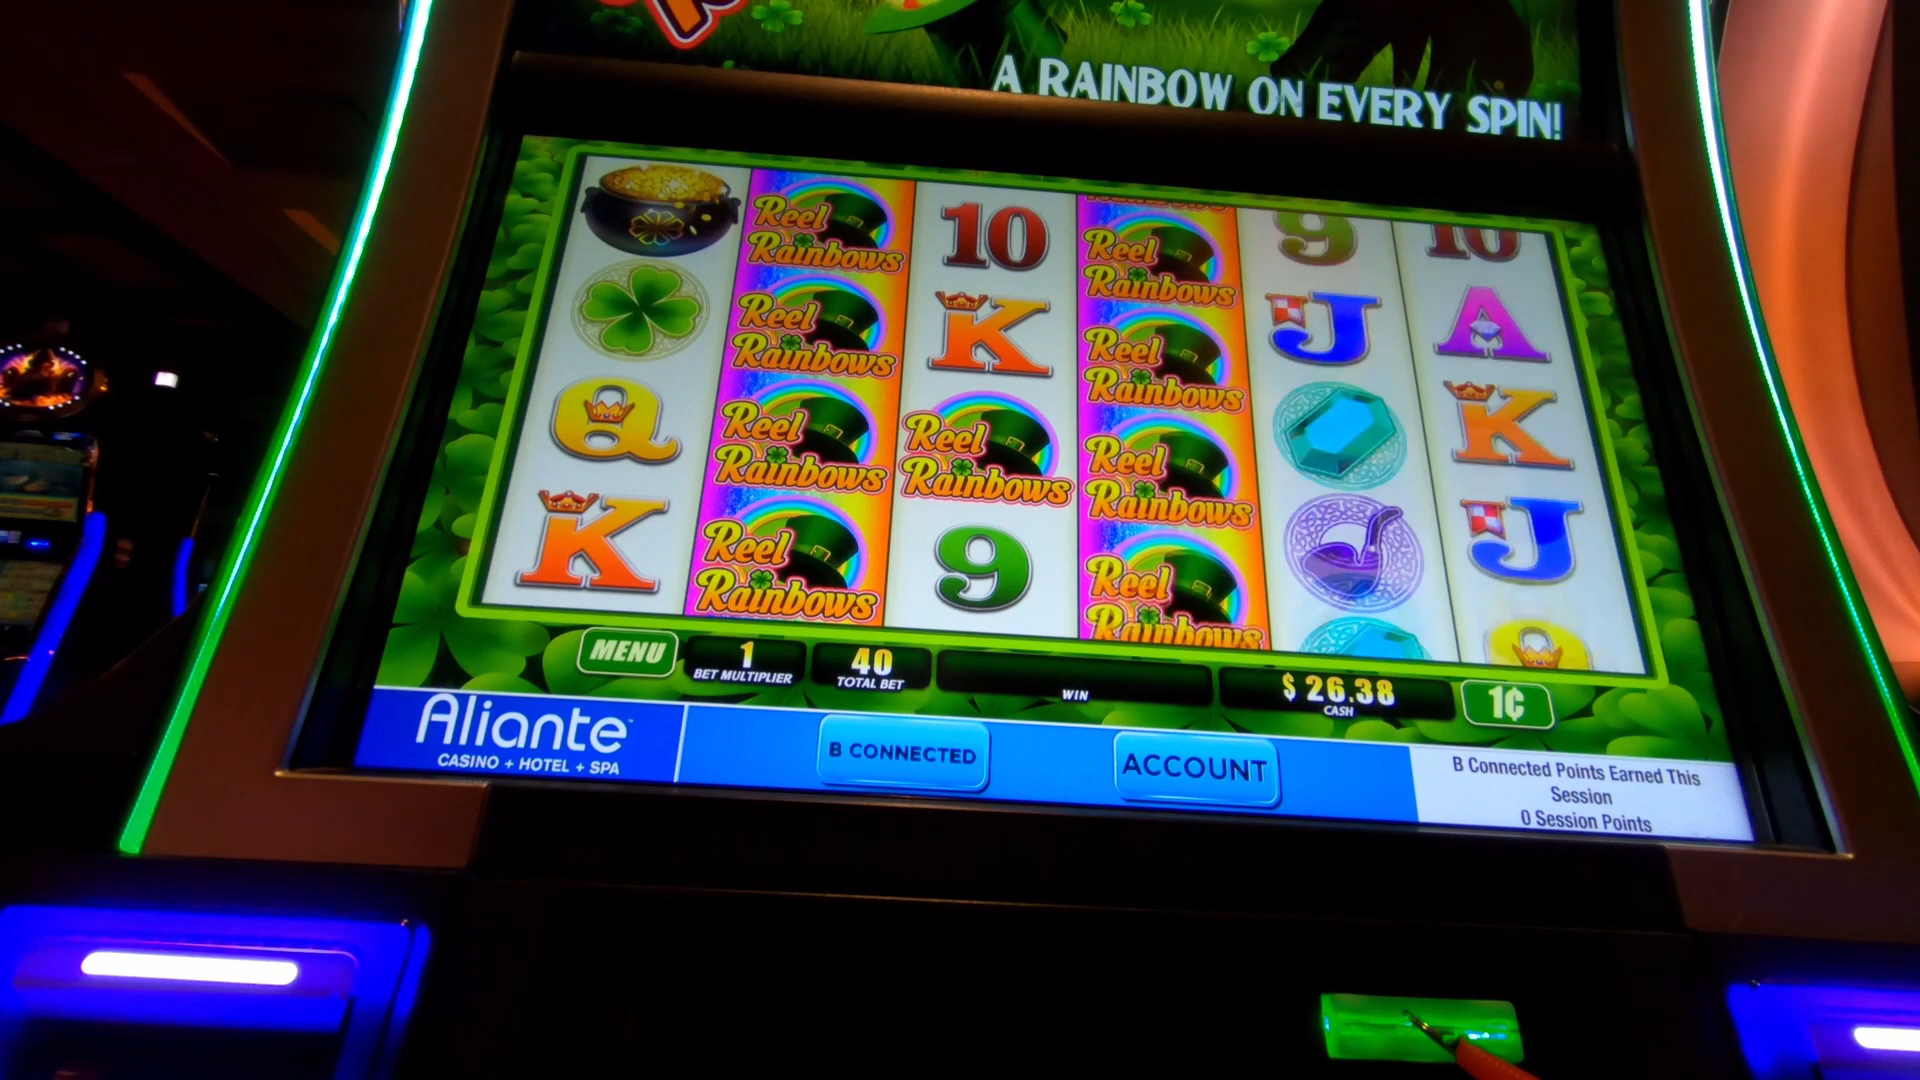 A RAINBOW ON EVERY SPIN!
Reel
Rainbows
10
Reel
Rainbows
9
10
Reel
Rainbows
K
Reel
Rainbows
J
A
Q
Reel
Rainbows
Reel
Rainbows
Reel
Rainbows
K
K
Reel
Rainbows
9
Reel
Rainbows
J
Q
MENU
1
BET MULTIPLIER
40
TOTAL BET
WIN
$ 26.38
CASH
1¢
Aliante
CASINO + HOTEL + SPA
B CONNECTED
ACCOUNT
B Connected Points Earned This
Session
0 Session Points